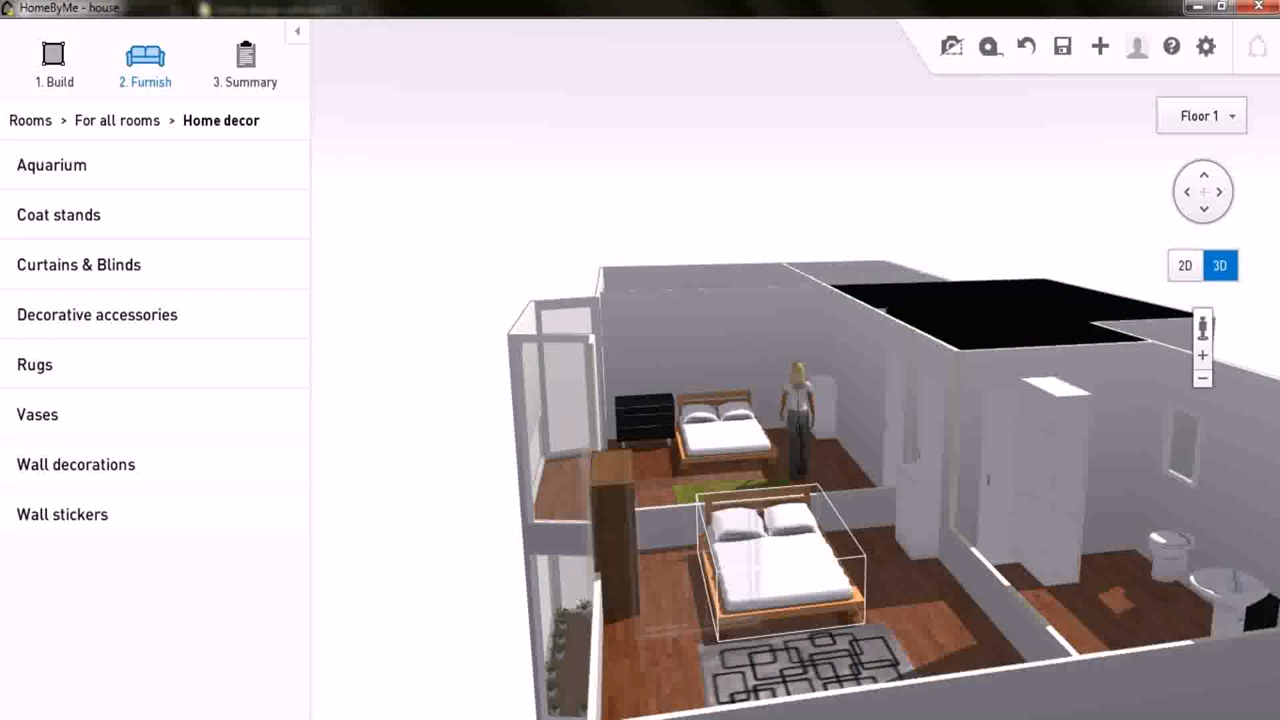 HomeByMe - house
1. Build
2. Furnish
3. Summary
Rooms > For all rooms > Home decor
Floor 1
Aquarium
Coat stands
Curtains & Blinds
2D
3D
Decorative accessories
Rugs
Vases
Wall decorations
Wall stickers